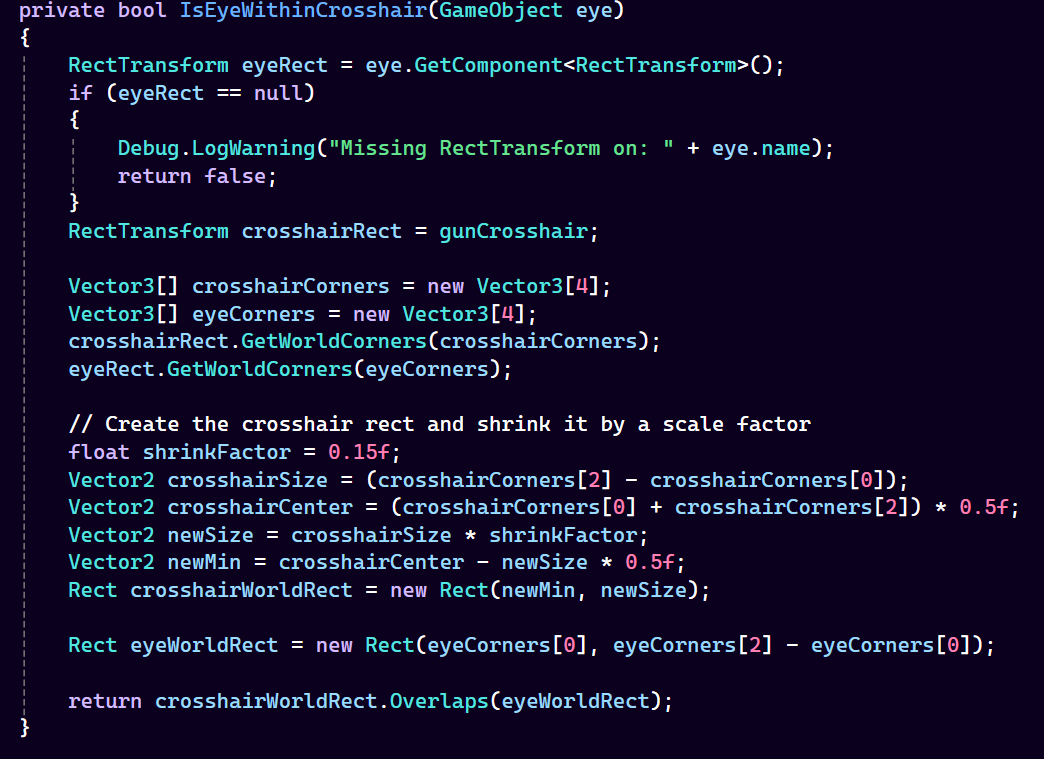 private bool IsEyeWithinCrosshair(GameObject eye)
{
    RectTransform eyeRect = eye.GetComponent<RectTransform>();
    if (eyeRect == null)
    {
        Debug.LogWarning("Missing RectTransform on: " + eye.name);
        return false;
    }
    RectTransform crosshairRect = gunCrosshair;

    Vector3[] crosshairCorners = new Vector3[4];
    Vector3[] eyeCorners = new Vector3[4];
    crosshairRect.GetWorldCorners(crosshairCorners);
    eyeRect.GetWorldCorners(eyeCorners);

    // Create the crosshair rect and shrink it by a scale factor
    float shrinkFactor = 0.15f;
    Vector2 crosshairSize = (crosshairCorners[2] - crosshairCorners[0]);
    Vector2 crosshairCenter = (crosshairCorners[0] + crosshairCorners[2]) * 0.5f;
    Vector2 newSize = crosshairSize * shrinkFactor;
    Vector2 newMin = crosshairCenter - newSize * 0.5f;
    Rect crosshairWorldRect = new Rect(newMin, newSize);

    Rect eyeWorldRect = new Rect(eyeCorners[0], eyeCorners[2] - eyeCorners[0]);

    return crosshairWorldRect.Overlaps(eyeWorldRect);
}